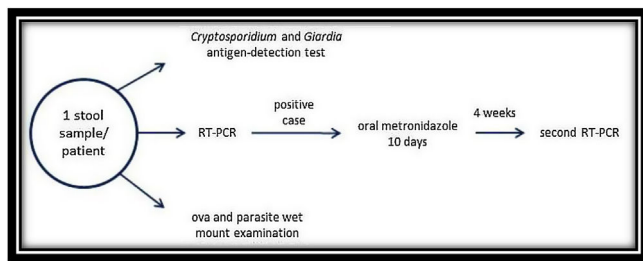 Cryptosporidium and Giardia
antigen-detection test
1 stool
sample/
patient
RT-PCR
positive
case
oral metronidazole
10 days
4 weeks
second RT-PCR
ova and parasite wet
mount examination